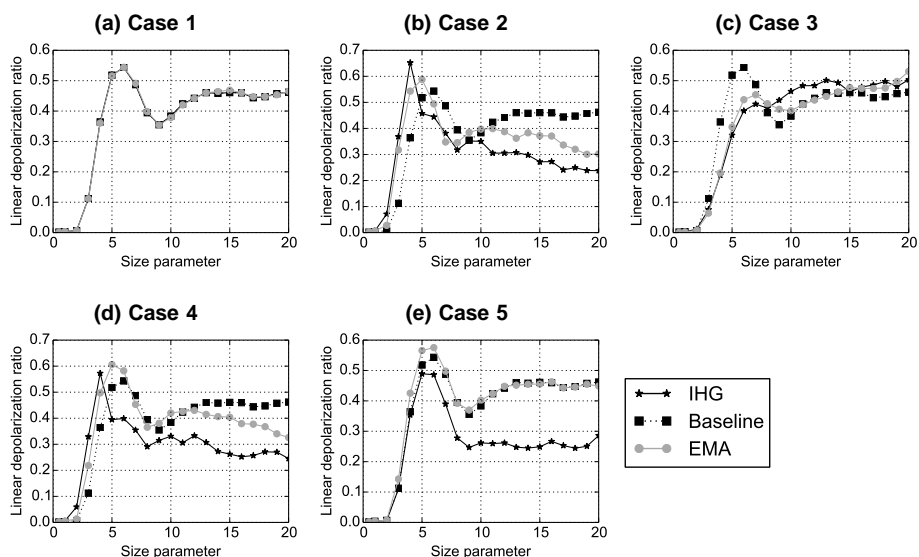 (a) Case 1
(b) Case 2
(c) Case 3
Linear depolarization ratio
0.6
0.5
0.4
0.3
0.2
0.1
0.0
0 5 10 15 20
Size parameter
Linear depolarization ratio
0.7
0.6
0.5
0.4
0.3
0.2
0.1
0.0
0 5 10 15 20
Size parameter
Linear depolarization ratio
0.6
0.5
0.4
0.3
0.2
0.1
0.0
0 5 10 15 20
Size parameter
(d) Case 4
(e) Case 5
Linear depolarization ratio
0.7
0.6
0.5
0.4
0.3
0.2
0.1
0.0
0 5 10 15 20
Size parameter
Linear depolarization ratio
0.6
0.5
0.4
0.3
0.2
0.1
0.0
0 5 10 15 20
Size parameter
IHG
Baseline
EMA